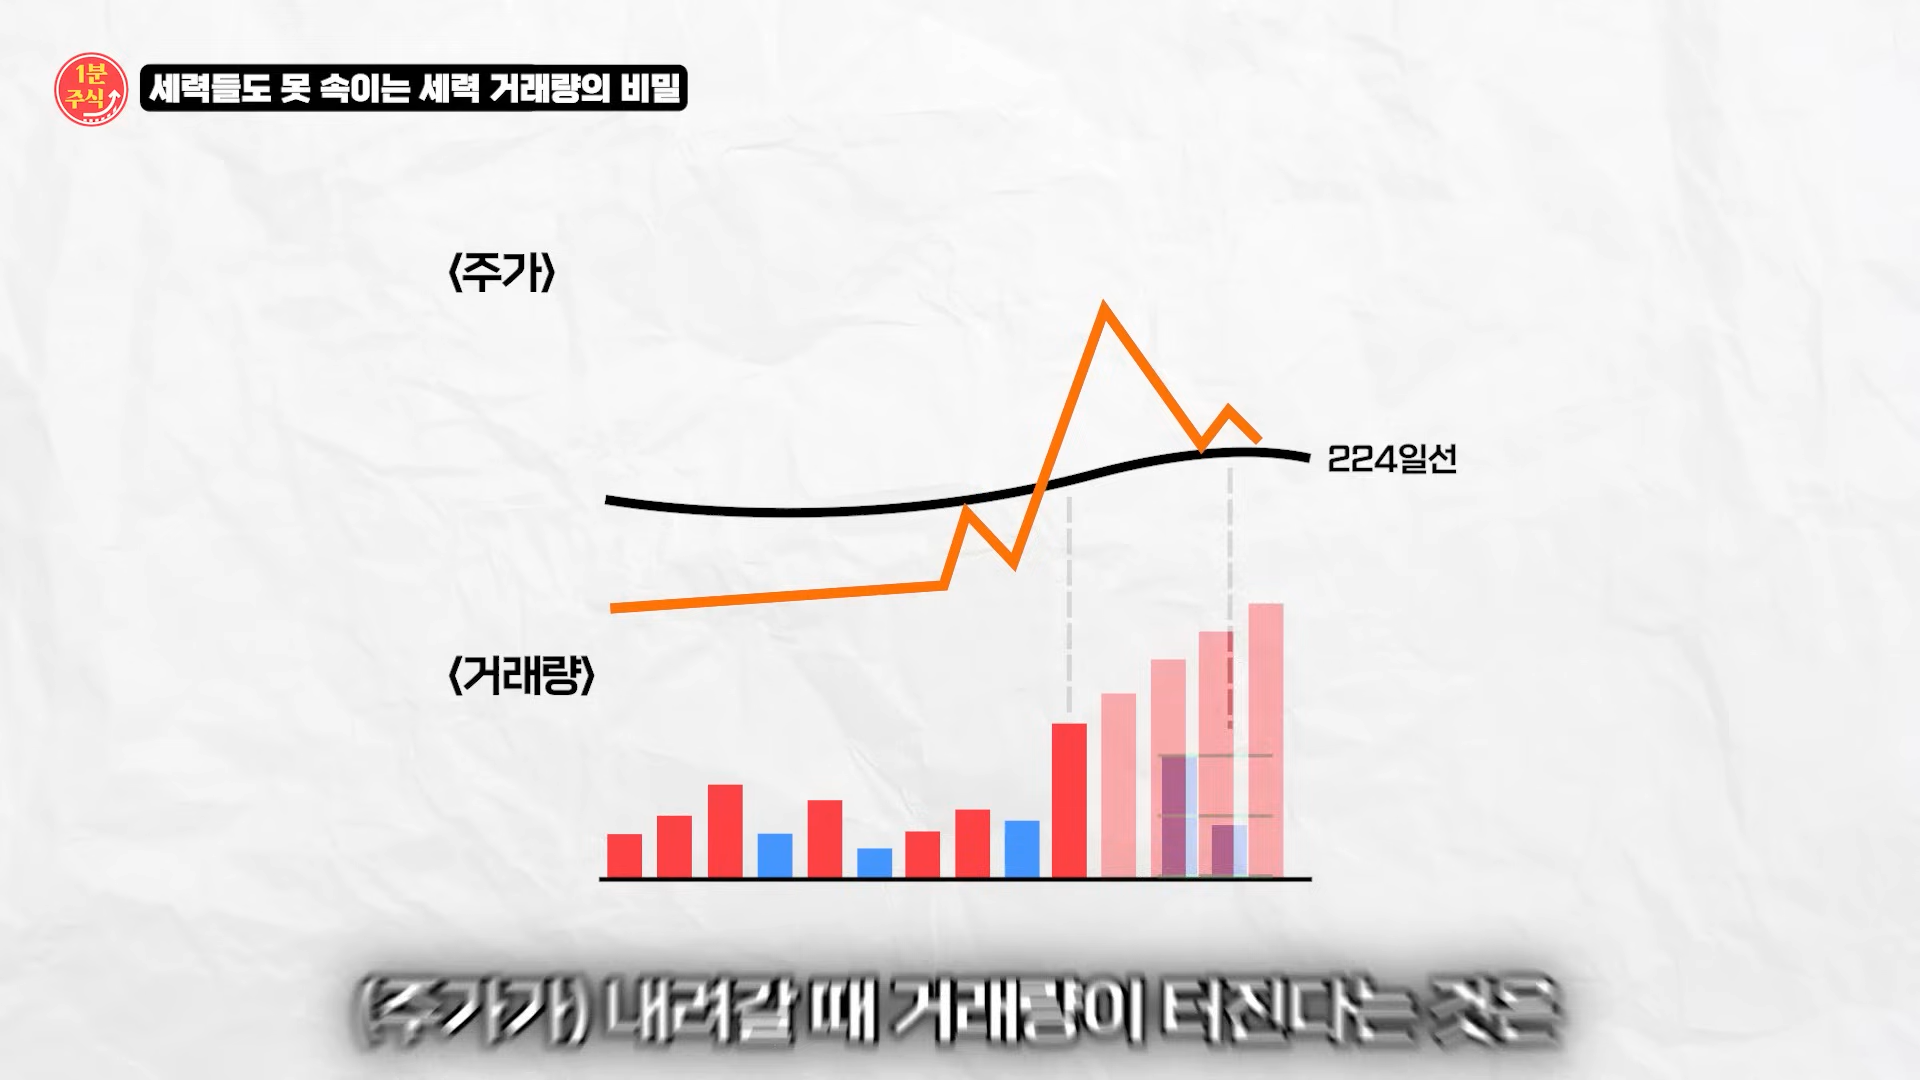 1분
주식
세력들도 못 속이는 세력 거래량의 비밀
<주가>
224일선
<거래량>
(주가가) 내려갈 때 거래량이 터진다는 것은